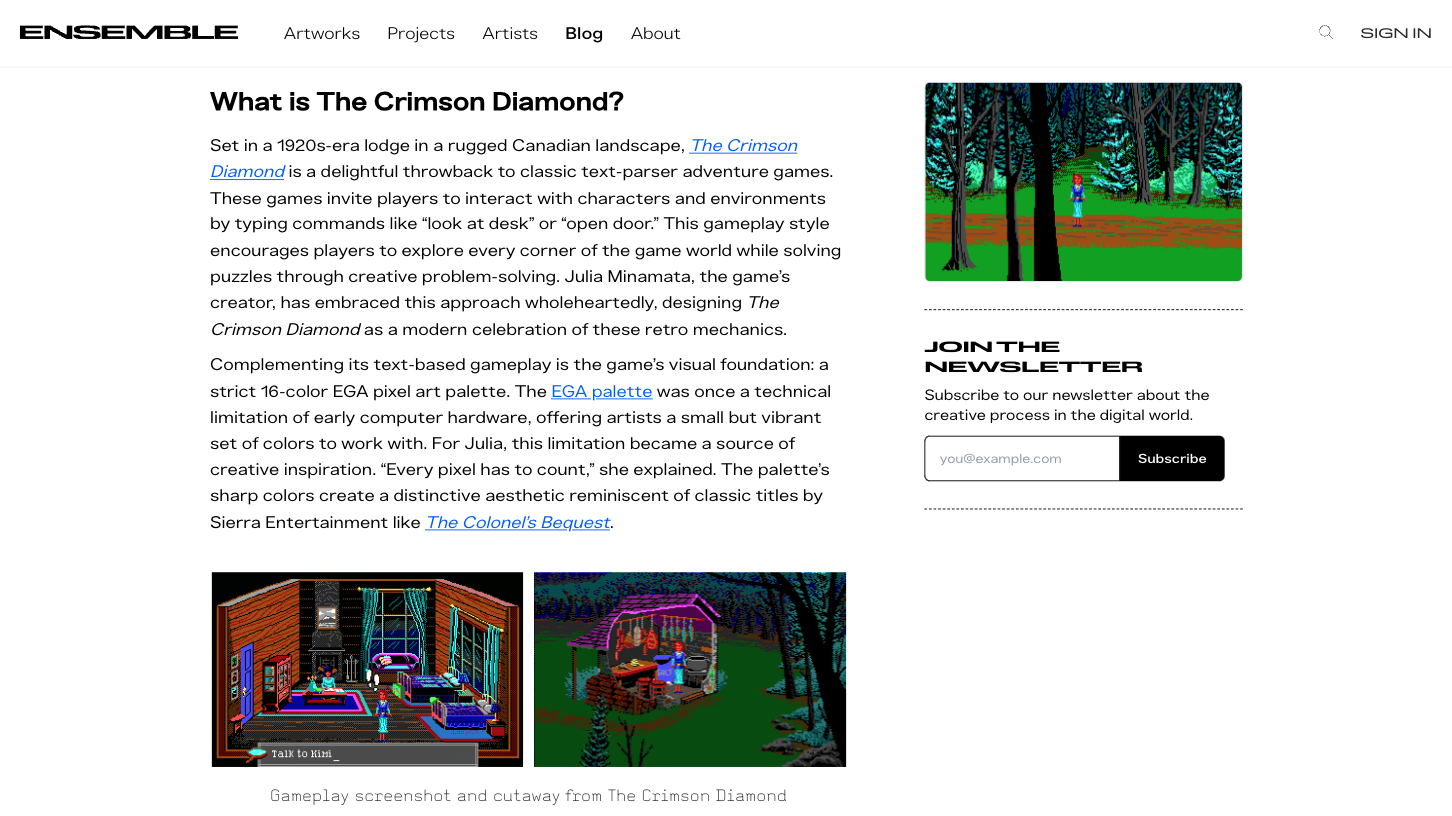 ENSEMBLE
Artworks
Projects
Artists
Blog
About
SIGN IN
What is The Crimson Diamond?
Set in a 1920s-era lodge in a rugged Canadian landscape, The Crimson
Diamond is a delightful throwback to classic text-parser adventure games.
These games invite players to interact with characters and environments
by typing commands like “look at desk” or “open door.” This gameplay style
encourages players to explore every corner of the game world while solving
puzzles through creative problem-solving. Julia Minamata, the game’s
creator, has embraced this approach wholeheartedly, designing The
Crimson Diamond as a modern celebration of these retro mechanics.
Complementing its text-based gameplay is the game’s visual foundation: a
strict 16-color EGA pixel art palette. The EGA palette was once a technical
limitation of early computer hardware, offering artists a small but vibrant
set of colors to work with. For Julia, this limitation became a source of
creative inspiration. “Every pixel has to count,” she explained. The palette’s
sharp colors create a distinctive aesthetic reminiscent of classic titles by
Sierra Entertainment like The Colonel's Bequest.
Talk to Kimi_
Gameplay screenshot and cutaway from The Crimson Diamond
JOIN THE
NEWSLETTER
Subscribe to our newsletter about the
creative process in the digital world.
you@example.com
Subscribe